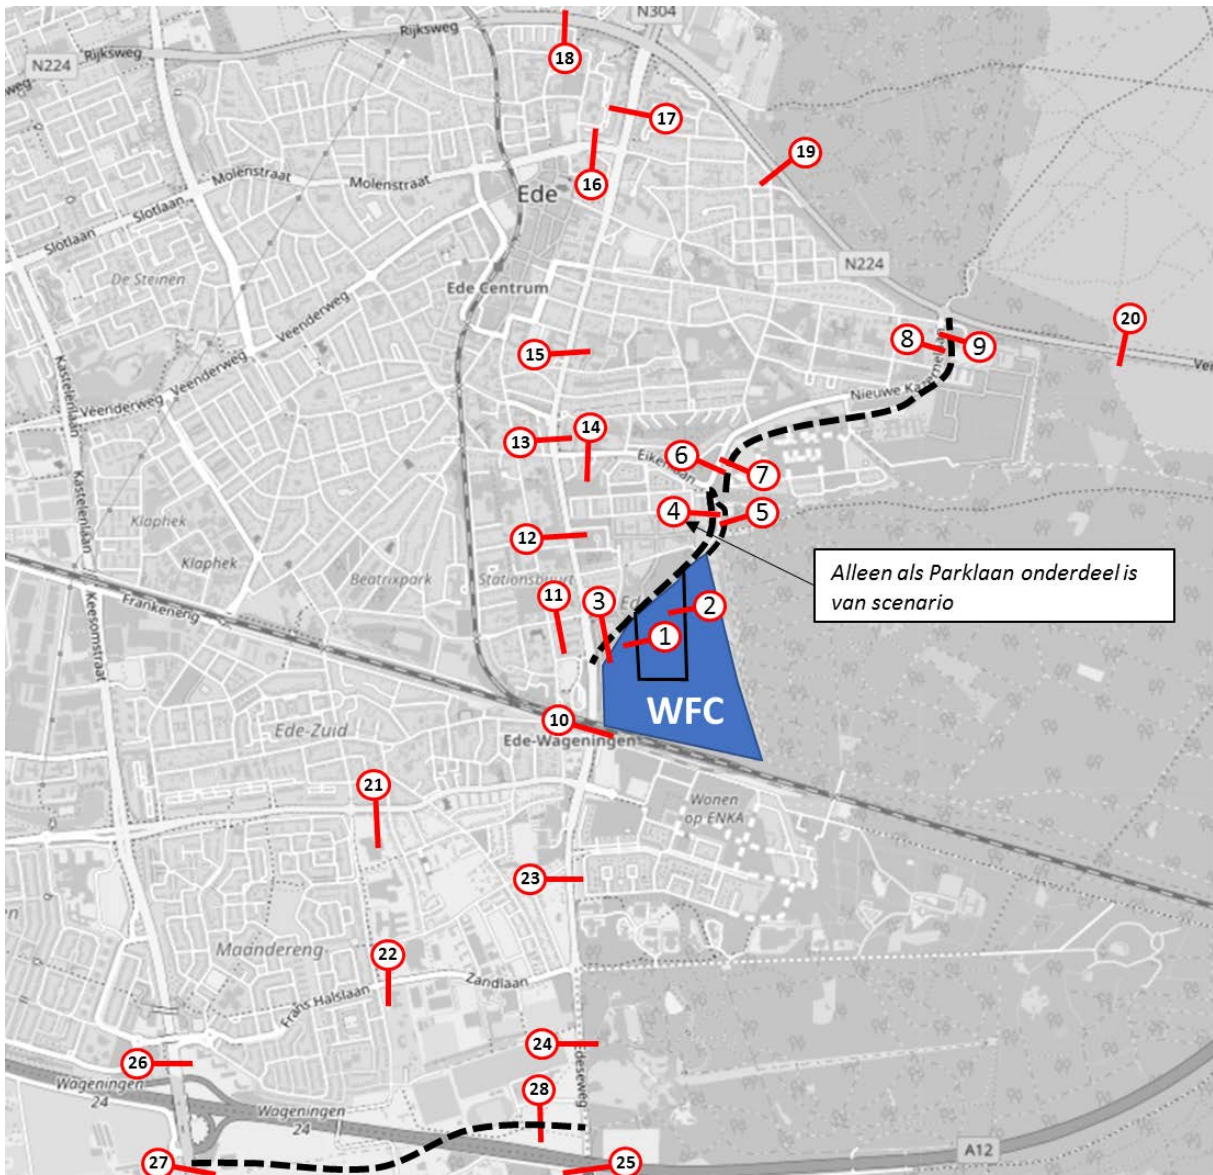 N304
Rijksweg
18
Rijksweg
N224
17
19
Molenstraat
Molenstraat
16
Ede
Slotlaan
Slotlaan
N224
De Steinen
Ede Centrum
20
Veenderweg
8
9
15
Kastelenlaan
Nieuwe
Veenderweg
14
13
Eikenlaan
6
7
4
5
Klaphek
12
Alleen als Parklaan onderdeel is
van scenario
Kastelenlaan
Klaphek
Beatrixpark
Stationsbuurt
11
3
2
Frankeneng
1
Keesomstraat
WFC
10
Ede-Zuid
Ede-Wageningen
21
Wonen
op ENKA
23
Maandereng
22
Zandlaan
Frans Halslaan
24
Edeseweg
26
Wageningen
24
28
Wageningen
24
A12
27
25